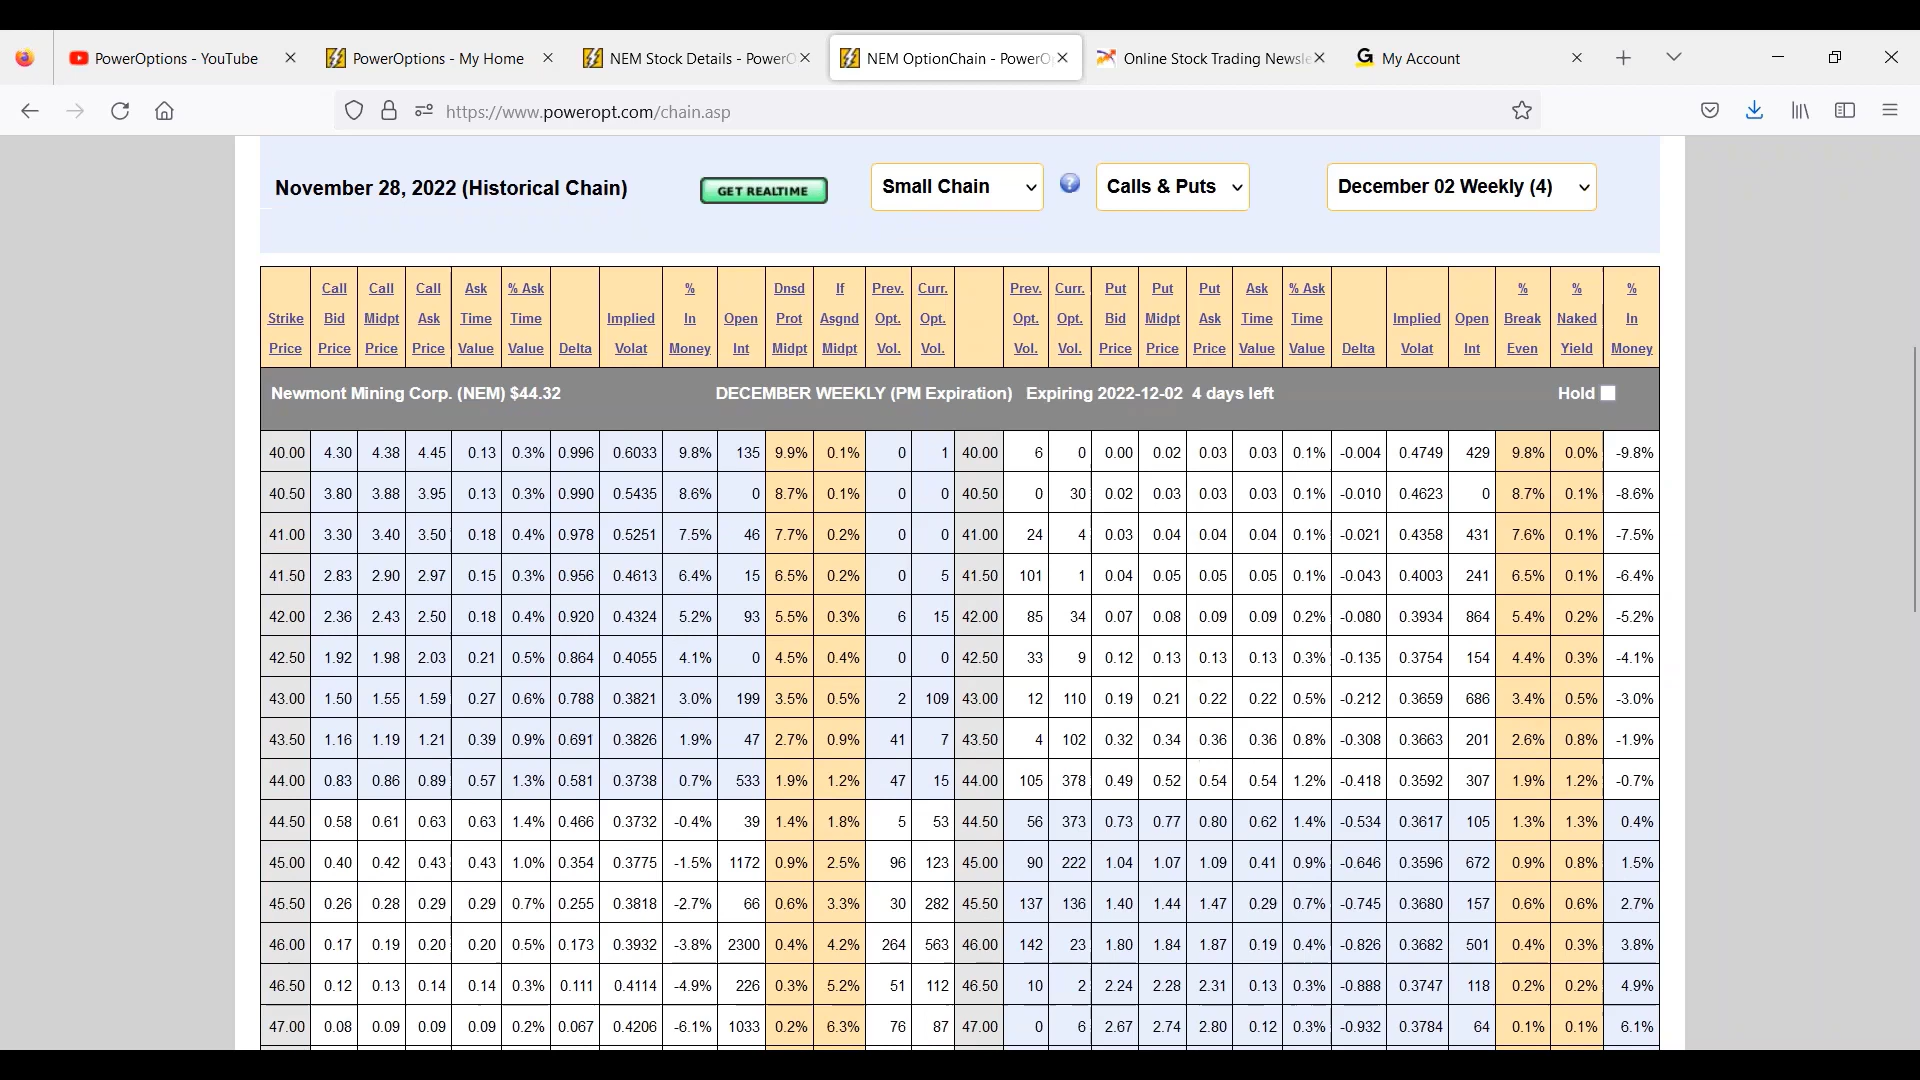 PowerOptions - YouTube
PowerOptions - My Home
NEM Stock Details - PowerO
NEM OptionChain - PowerO
Online Stock Trading Newsle
G My Account
https://www.poweropt.com/chain.asp
November 28, 2022 (Historical Chain)
GET REALTIME
Small Chain
?
Calls & Puts
December 02 Weekly (4)
Strike Price Call Bid Price Call Midpt Price Call Ask Price Ask Time Value % Ask Time Value Delta Implied Volat % In Money Open Int Dnsd Prot Midpt If Asgnd Midpt Prev. Opt. Vol. Curr. Opt. Vol. Prev. Opt. Vol. Curr. Opt. Vol. Put Bid Price Put Midpt Price Put Ask Price Ask Time Value % Ask Time Value Delta Implied Volat Open Int % Break Even % Naked Yield % In Money
Newmont Mining Corp. (NEM) $44.32 DECEMBER WEEKLY (PM Expiration) Expiring 2022-12-02 4 days left Hold
40.00 4.30 4.38 4.45 0.13 0.3% 0.996 0.6033 9.8% 135 9.9% 0.1% 0 1 40.00 6 0 0.00 0.02 0.03 0.03 0.1% -0.004 0.4749 429 9.8% 0.0% -9.8%
40.50 3.80 3.88 3.95 0.13 0.3% 0.990 0.5435 8.6% 0 8.7% 0.1% 0 0 40.50 0 30 0.02 0.03 0.03 0.03 0.1% -0.010 0.4623 0 8.7% 0.1% -8.6%
41.00 3.30 3.40 3.50 0.18 0.4% 0.978 0.5251 7.5% 46 7.7% 0.2% 0 0 41.00 24 4 0.03 0.04 0.04 0.04 0.1% -0.021 0.4358 431 7.6% 0.1% -7.5%
41.50 2.83 2.90 2.97 0.15 0.3% 0.956 0.4613 6.4% 15 6.5% 0.2% 0 5 41.50 101 1 0.04 0.05 0.05 0.05 0.1% -0.043 0.4003 241 6.5% 0.1% -6.4%
42.00 2.36 2.43 2.50 0.18 0.4% 0.920 0.4324 5.2% 93 5.5% 0.3% 6 15 42.00 85 34 0.07 0.08 0.09 0.09 0.2% -0.080 0.3934 864 5.4% 0.2% -5.2%
42.50 1.92 1.98 2.03 0.21 0.5% 0.864 0.4055 4.1% 0 4.5% 0.4% 0 0 42.50 33 9 0.12 0.13 0.13 0.13 0.3% -0.135 0.3754 154 4.4% 0.3% -4.1%
43.00 1.50 1.55 1.59 0.27 0.6% 0.788 0.3821 3.0% 199 3.5% 0.5% 2 109 43.00 12 110 0.19 0.21 0.22 0.22 0.5% -0.212 0.3659 686 3.4% 0.5% -3.0%
43.50 1.16 1.19 1.21 0.39 0.9% 0.691 0.3826 1.9% 47 2.7% 0.9% 41 7 43.50 4 102 0.32 0.34 0.36 0.36 0.8% -0.308 0.3663 201 2.6% 0.8% -1.9%
44.00 0.83 0.86 0.89 0.57 1.3% 0.581 0.3738 0.7% 533 1.9% 1.2% 47 15 44.00 105 378 0.49 0.52 0.54 0.54 1.2% -0.418 0.3592 307 1.9% 1.2% -0.7%
44.50 0.58 0.61 0.63 0.63 1.4% 0.466 0.3732 -0.4% 39 1.4% 1.8% 5 53 44.50 56 373 0.73 0.77 0.80 0.62 1.4% -0.534 0.3617 105 1.3% 1.3% 0.4%
45.00 0.40 0.42 0.43 0.43 1.0% 0.354 0.3775 -1.5% 1172 0.9% 2.5% 96 123 45.00 90 222 1.04 1.07 1.09 0.41 0.9% -0.646 0.3596 672 0.9% 0.8% 1.5%
45.50 0.26 0.28 0.29 0.29 0.7% 0.255 0.3818 -2.7% 66 0.6% 3.3% 30 282 45.50 137 136 1.40 1.44 1.47 0.29 0.7% -0.745 0.3680 157 0.6% 0.6% 2.7%
46.00 0.17 0.19 0.20 0.20 0.5% 0.173 0.3932 -3.8% 2300 0.4% 4.2% 264 563 46.00 142 23 1.80 1.84 1.87 0.19 0.4% -0.826 0.3682 501 0.4% 0.3% 3.8%
46.50 0.12 0.13 0.14 0.14 0.3% 0.111 0.4114 -4.9% 226 0.3% 5.2% 51 112 46.50 10 2 2.24 2.28 2.31 0.13 0.3% -0.888 0.3747 118 0.2% 0.2% 4.9%
47.00 0.08 0.09 0.09 0.09 0.2% 0.067 0.4206 -6.1% 1033 0.2% 6.3% 76 87 47.00 0 6 2.67 2.74 2.80 0.12 0.3% -0.932 0.3784 64 0.1% 0.1% 6.1%